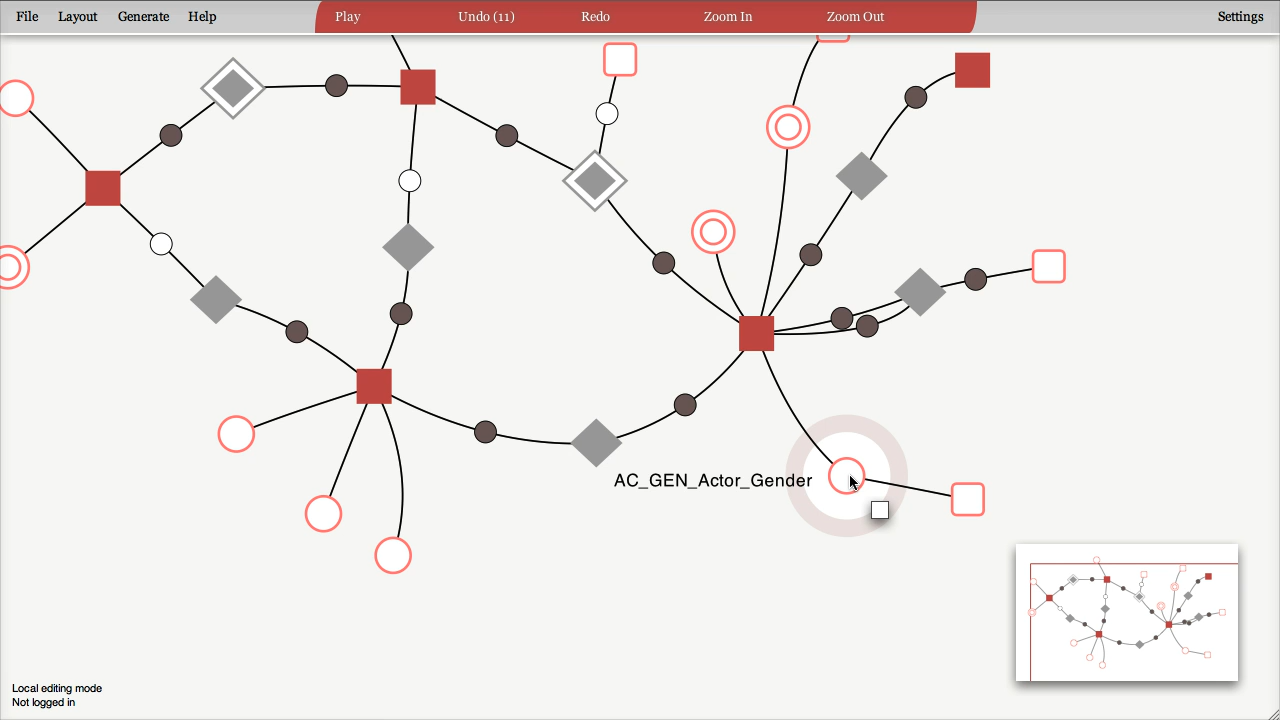 File Layout Generate Help Play Undo (11) Redo Zoom In Zoom Out Settings
AC_GEN_Actor_Gender
Local editing mode
Not logged in